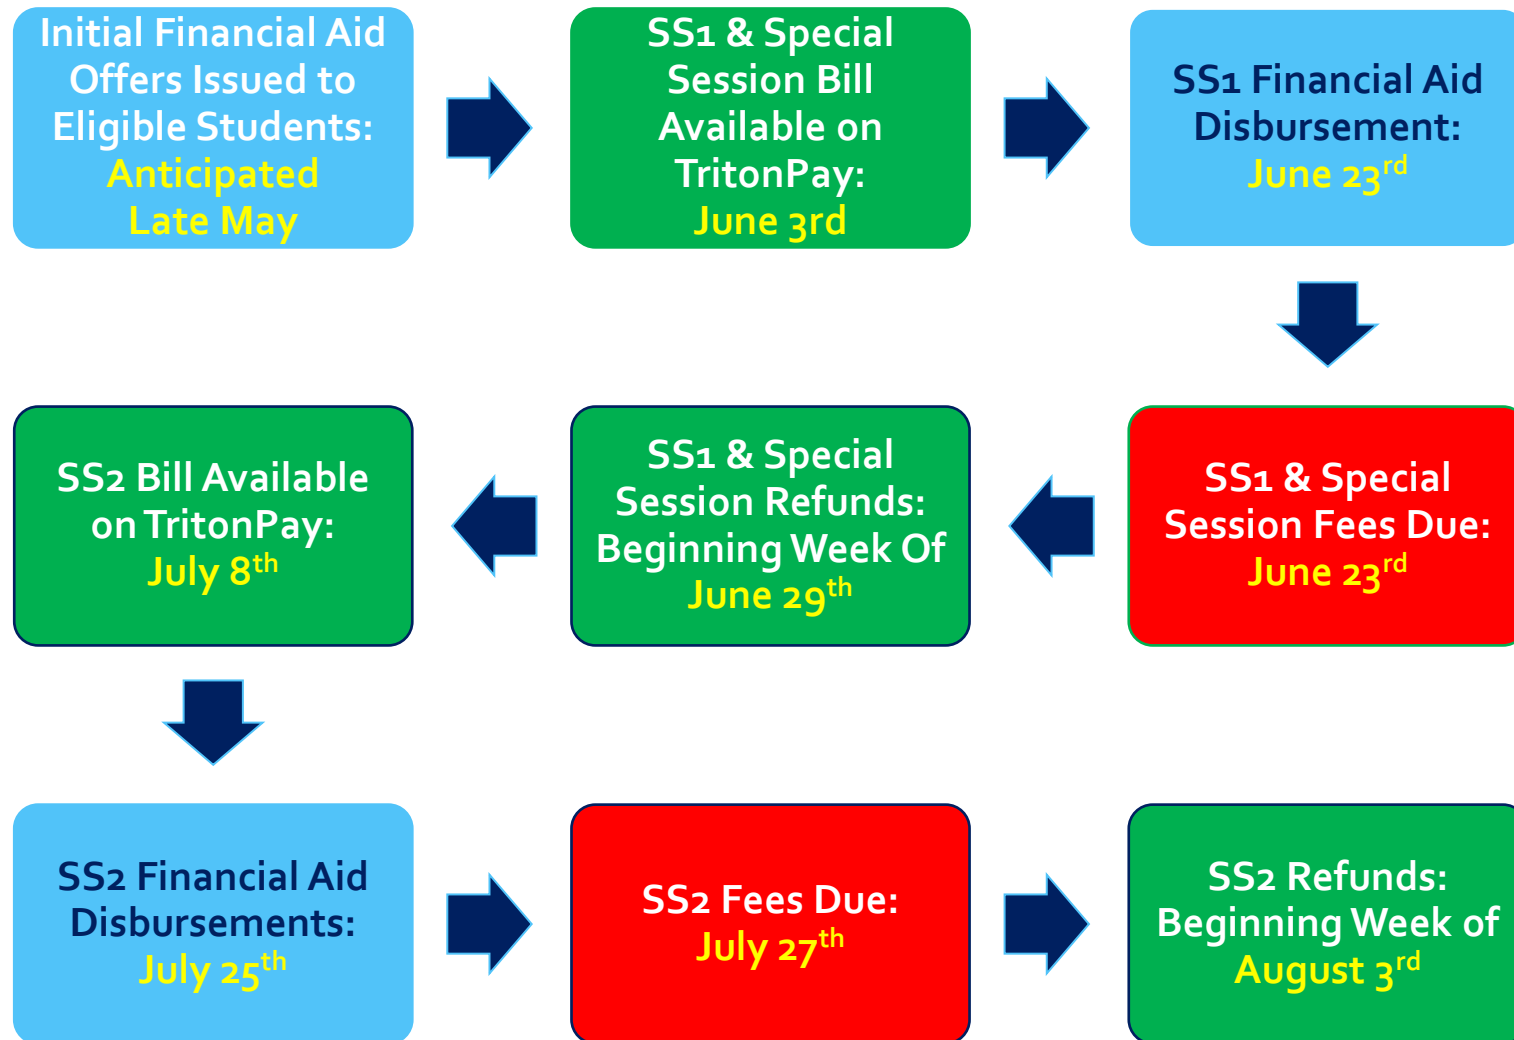 Initial Financial Aid
Offers Issued to
Eligible Students:
Anticipated
Late May
SS1 & Special
Session Bill
Available on
TritonPay:
June 3rd
SS1 Financial Aid
Disbursement:
June 23rd
SS1 & Special
Session Fees Due:
June 23rd
SS1 & Special
Session Refunds:
Beginning Week Of
June 29th
SS2 Bill Available
on TritonPay:
July 8th
SS2 Financial Aid
Disbursements:
July 25th
SS2 Fees Due:
July 27th
SS2 Refunds:
Beginning Week of
August 3rd